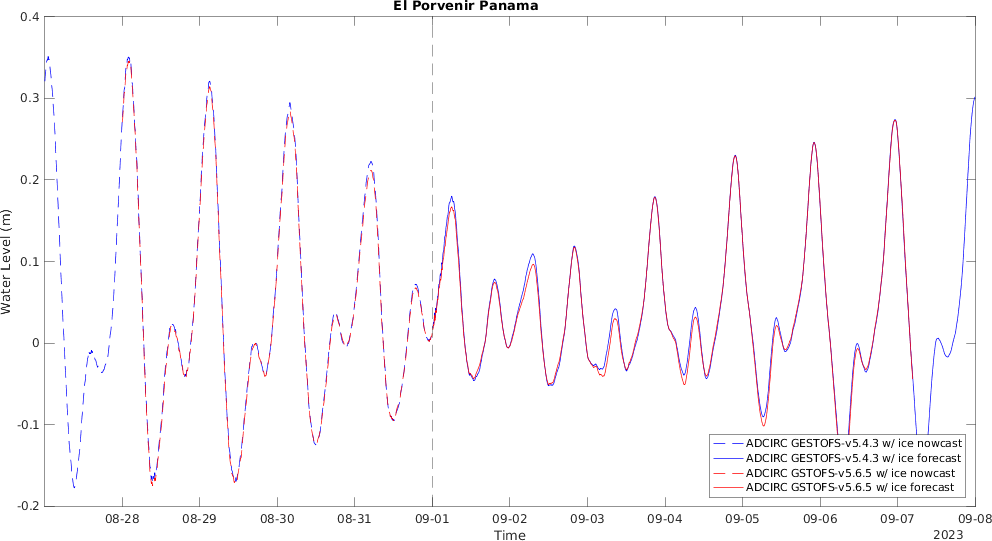 El Porvenir Panama
0.4
0.3
0.2
0.1
0
-0.1
-0.2
Water Level (m)
ADCIRC GESTOFS-v5.4.3 w/ ice nowcast
ADCIRC GESTOFS-v5.4.3 w/ ice forecast
ADCIRC GSTOFS-v5.6.5 w/ ice nowcast
ADCIRC GSTOFS-v5.6.5 w/ ice forecast
08-28 08-29 08-30 08-31 09-01 09-02 09-03 09-04 09-05 09-06 09-07 09-08
Time
2023